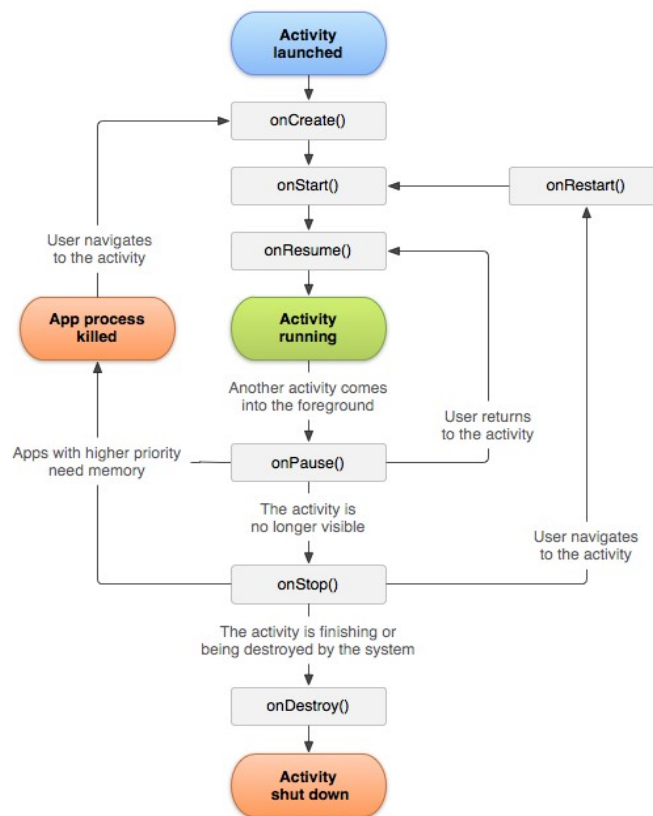 Activity
launched
onCreate()
onStart()
onRestart()
User navigates
to the activity
onResume()
App process
killed
Activity
running
Another activity comes
into the foreground
User returns
to the activity
Apps with higher priority
need memory
onPause()
The activity is
no longer visible
User navigates
to the activity
onStop()
The activity is finishing or
being destroyed by the system
onDestroy()
Activity
shut down